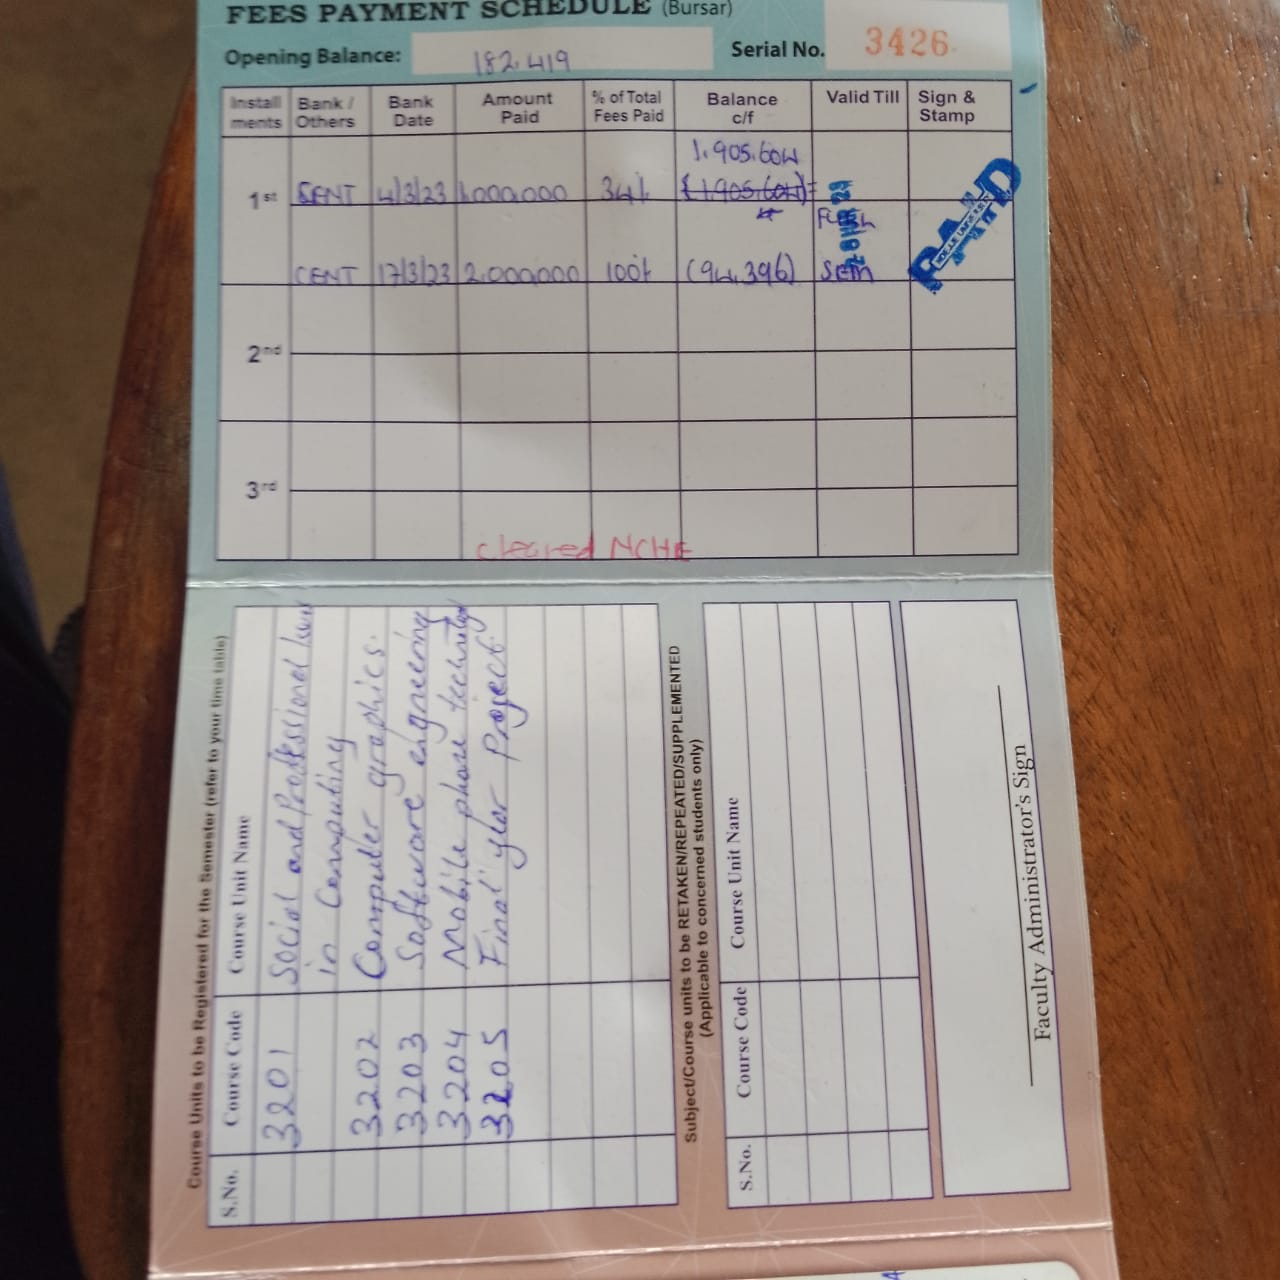 FEES PAYMENT SCHEDULE (Bursar)
Opening Balance: 182,419 Serial No. 3426
Install ments Bank / Others Bank Date Amount Paid % of Total Fees Paid Balance c/f Valid Till Sign & Stamp
1,905,604
1st CENT 4/3/23 1,000,000 34% (1,905,604)=
PAID
CENT 17/3/23 2,000,000 100% (94,396) SEM
2nd
3rd
cleared NCHE
Course Units to be Registered for the Semester (refer to your time table)
S.No. Course Code Course Unit Name
3201 Social and Professional
in Computing
3202 Computer graphics.
3203 Software engineering
3204 Mobile phone technology
3205 Final year Project.
Subject/Course units to be RETAKEN/REPEATED/SUPPLEMENTED
(Applicable to concerned students only)
S.No. Course Code Course Unit Name
Faculty Administrator's Sign